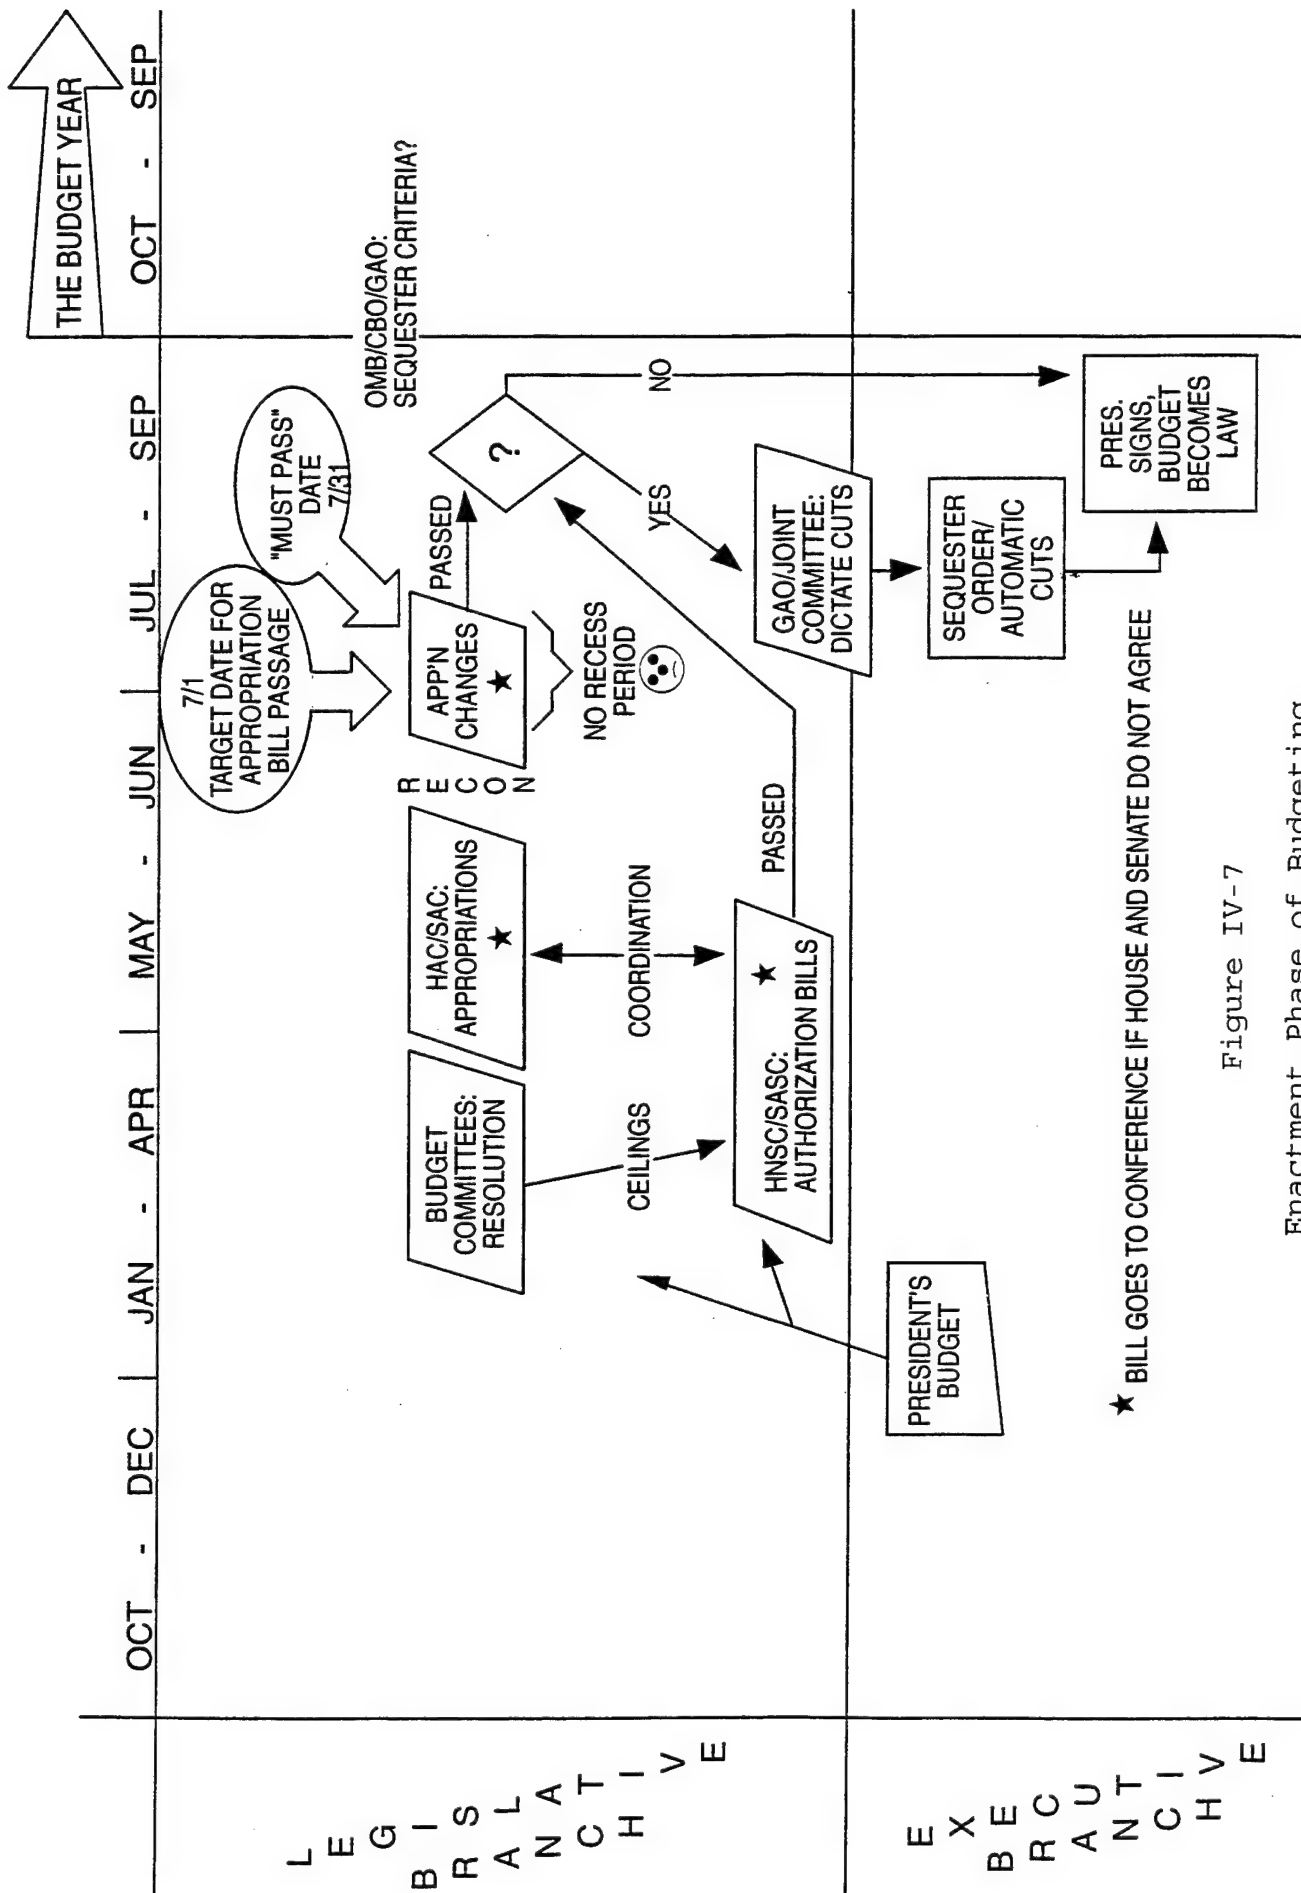 THE BUDGET YEAR
OCT - DEC
JAN - APR
MAY - JUN
JUL - SEP
OCT - SEP
LEGISLATIVE
BRANCH
7/1
TARGET DATE FOR
APPROPRIATION
BILL PASSAGE
"MUST PASS"
DATE
7/31
OMB/CBO/GAO:
SEQUESTER CRITERIA?
BUDGET
COMMITTEES:
RESOLUTION
HAC/SAC:
APPROPRIATIONS
★
RECON
APP'N
CHANGES
★
PASSED
?
NO RECESS
PERIOD
CEILINGS
COORDINATION
YES
NO
HNSC/SASC:
AUTHORIZATION BILLS
★
PASSED
GAO/JOINT
COMMITTEE:
DICTATE CUTS
EXECUTIVE
BRANCH
PRESIDENT'S
BUDGET
SEQUESTER
ORDER/
AUTOMATIC
CUTS
PRES.
SIGNS,
BUDGET
BECOMES
LAW
★ BILL GOES TO CONFERENCE IF HOUSE AND SENATE DO NOT AGREE
Figure IV-7
Enactment Phase of Budgeting